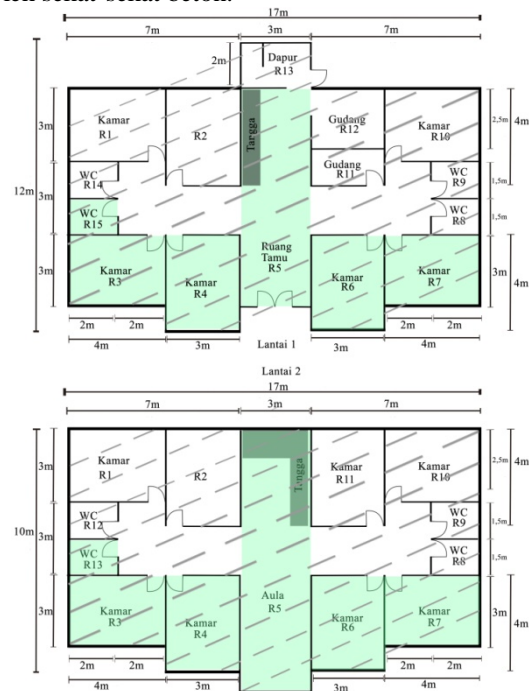 17m
7m
3m
7m
2m
Dapur
R13
Kamar
R1
R2
Tangga
Gudang
R12
Kamar
R10
Gudang
R11
WC
R14
WC
R9
WC
R15
WC
R8
Kamar
R3
Kamar
R4
Ruang
Tamu
R5
Kamar
R6
Kamar
R7
3m
3m
3m
12m
2,5m
1,5m
1,5m
3m
4m
4m
2m
2m
2m
2m
4m
3m
3m
4m
Lantai 1
Lantai 2
17m
7m
3m
7m
Kamar
R1
R2
Kamar
R11
Kamar
R10
WC
R12
WC
R9
WC
R13
WC
R8
Kamar
R3
Kamar
R4
Aula
R5
Kamar
R6
Kamar
R7
3m
3m
3m
10m
2,5m
1,5m
1,5m
3m
4m
4m
2m
2m
2m
2m
4m
3m
3m
4m